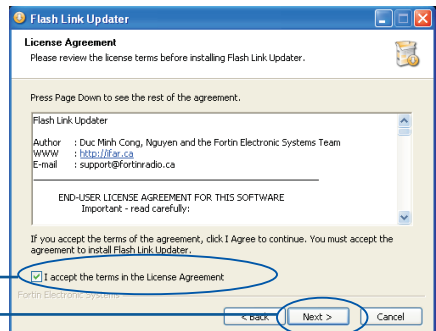 Flash Link Updater
License Agreement
Please review the license terms before installing Flash Link Updater.
Press Page Down to see the rest of the agreement.
Flash Link Updater
Author : Duc Minh Cong, Nguyen and the Fortin Electronic Systems Team
WWW : http://ifar.ca
E-mail : support@fortinradio.ca
END-USER LICENSE AGREEMENT FOR THIS SOFTWARE
Important - read carefully:
If you accept the terms of the agreement, click I Agree to continue. You must accept the
agreement to install Flash Link Updater.
I accept the terms in the License Agreement
Fortin Electronic Systems
< Back Next > Cancel